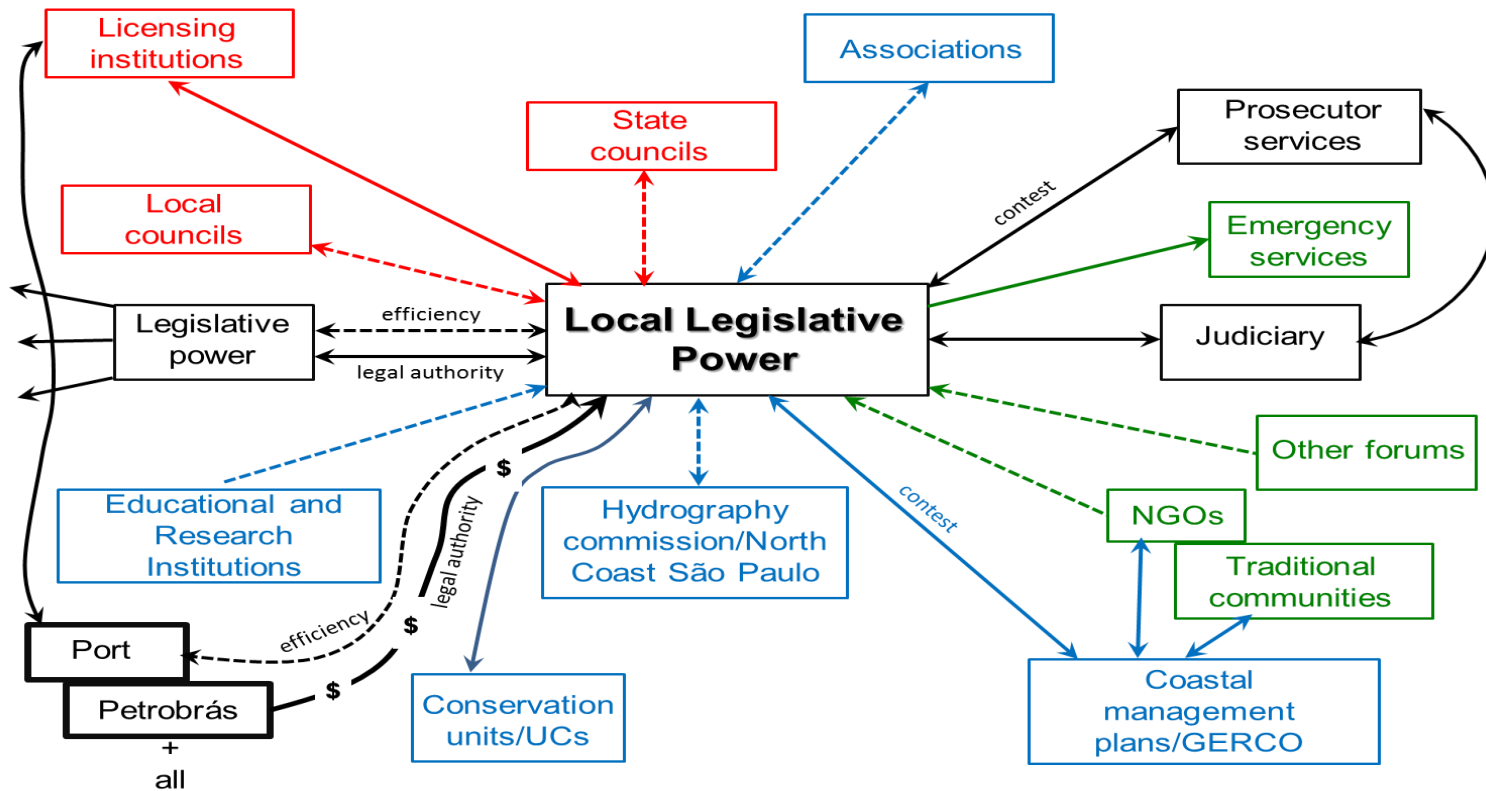 Licensing
institutions
Associations
State
councils
Prosecutor
services
contest
Local
councils
Emergency
services
efficiency
Legislative
power
legal authority
Local Legislative
Power
Judiciary
Other forums
Educational and
Research
Institutions
$
legal authority
$
efficiency
$
Hydrography
commission/North
Coast São Paulo
contest
NGOs
Traditional
communities
Port
Petrobrás
+
all
Conservation
units/UCs
Coastal
management
plans/GERCO